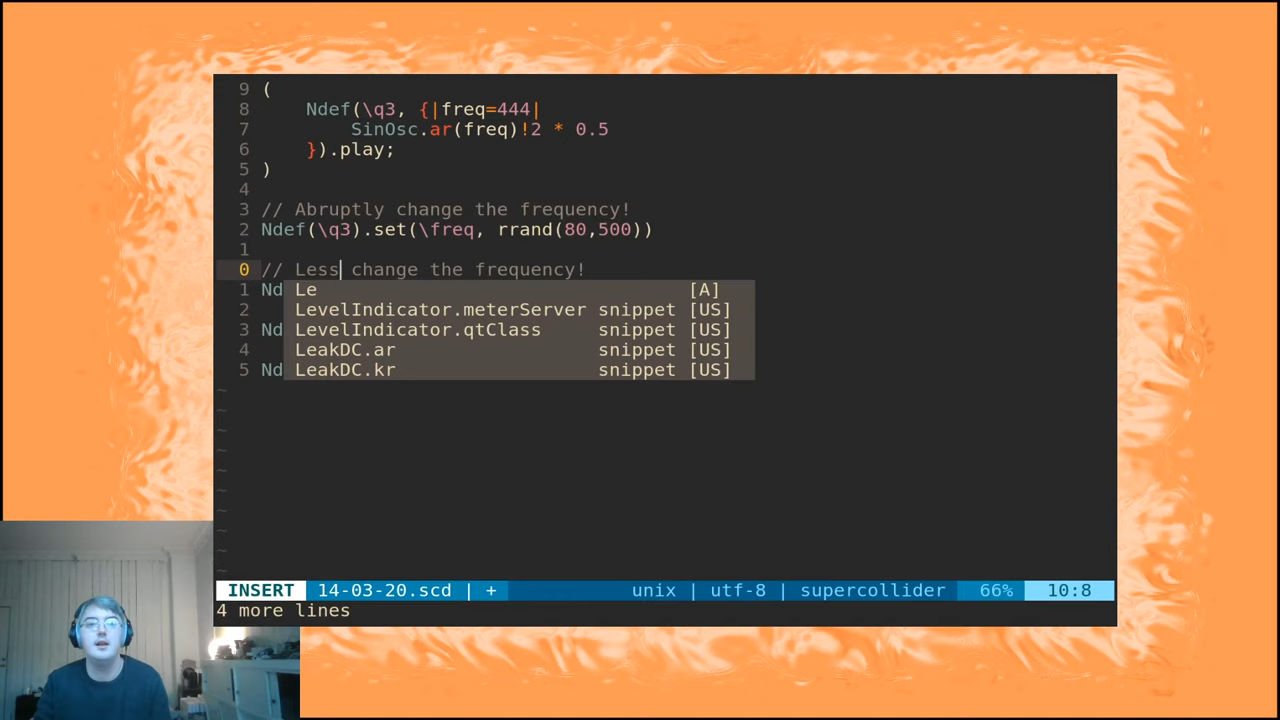 9 (
8     Ndef(\q3, {|freq=444|
7         SinOsc.ar(freq)!2 * 0.5
6     }).play;
5 )
4
3 // Abruptly change the frequency!
2 Ndef(\q3).set(\freq, rrand(80,500))
1
0 // Less change the frequency!
1 Nd Le [A]
2 LevelIndicator.meterServer snippet [US]
3 Nd LevelIndicator.qtClass snippet [US]
4 LeakDC.ar snippet [US]
5 Nd LeakDC.kr snippet [US]
~
~
~
~
~
~
~
~
~
~
INSERT 14-03-20.scd | + unix | utf-8 | supercollider 66% 10:8
4 more lines